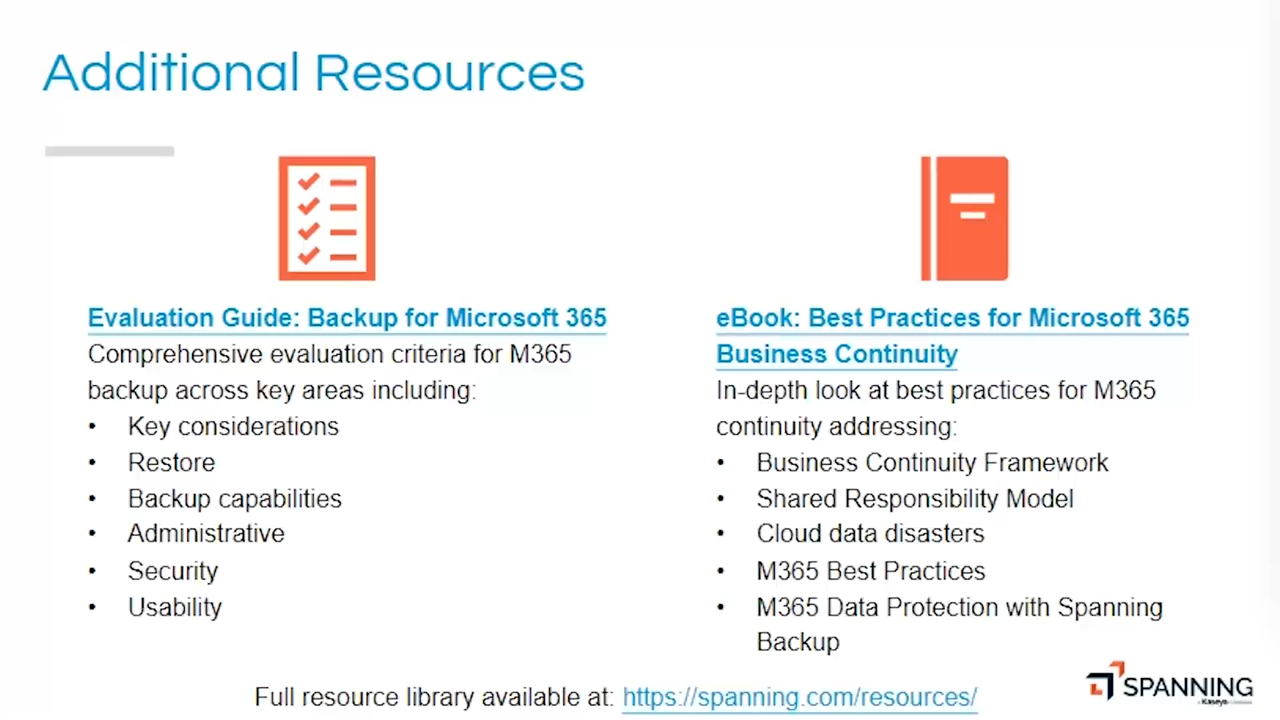 Additional Resources
Evaluation Guide: Backup for Microsoft 365
Comprehensive evaluation criteria for M365
backup across key areas including:
• Key considerations
• Restore
• Backup capabilities
• Administrative
• Security
• Usability
eBook: Best Practices for Microsoft 365
Business Continuity
In-depth look at best practices for M365
continuity addressing:
• Business Continuity Framework
• Shared Responsibility Model
• Cloud data disasters
• M365 Best Practices
• M365 Data Protection with Spanning
Backup
Full resource library available at: https://spanning.com/resources/
SPANNING
Kaseya